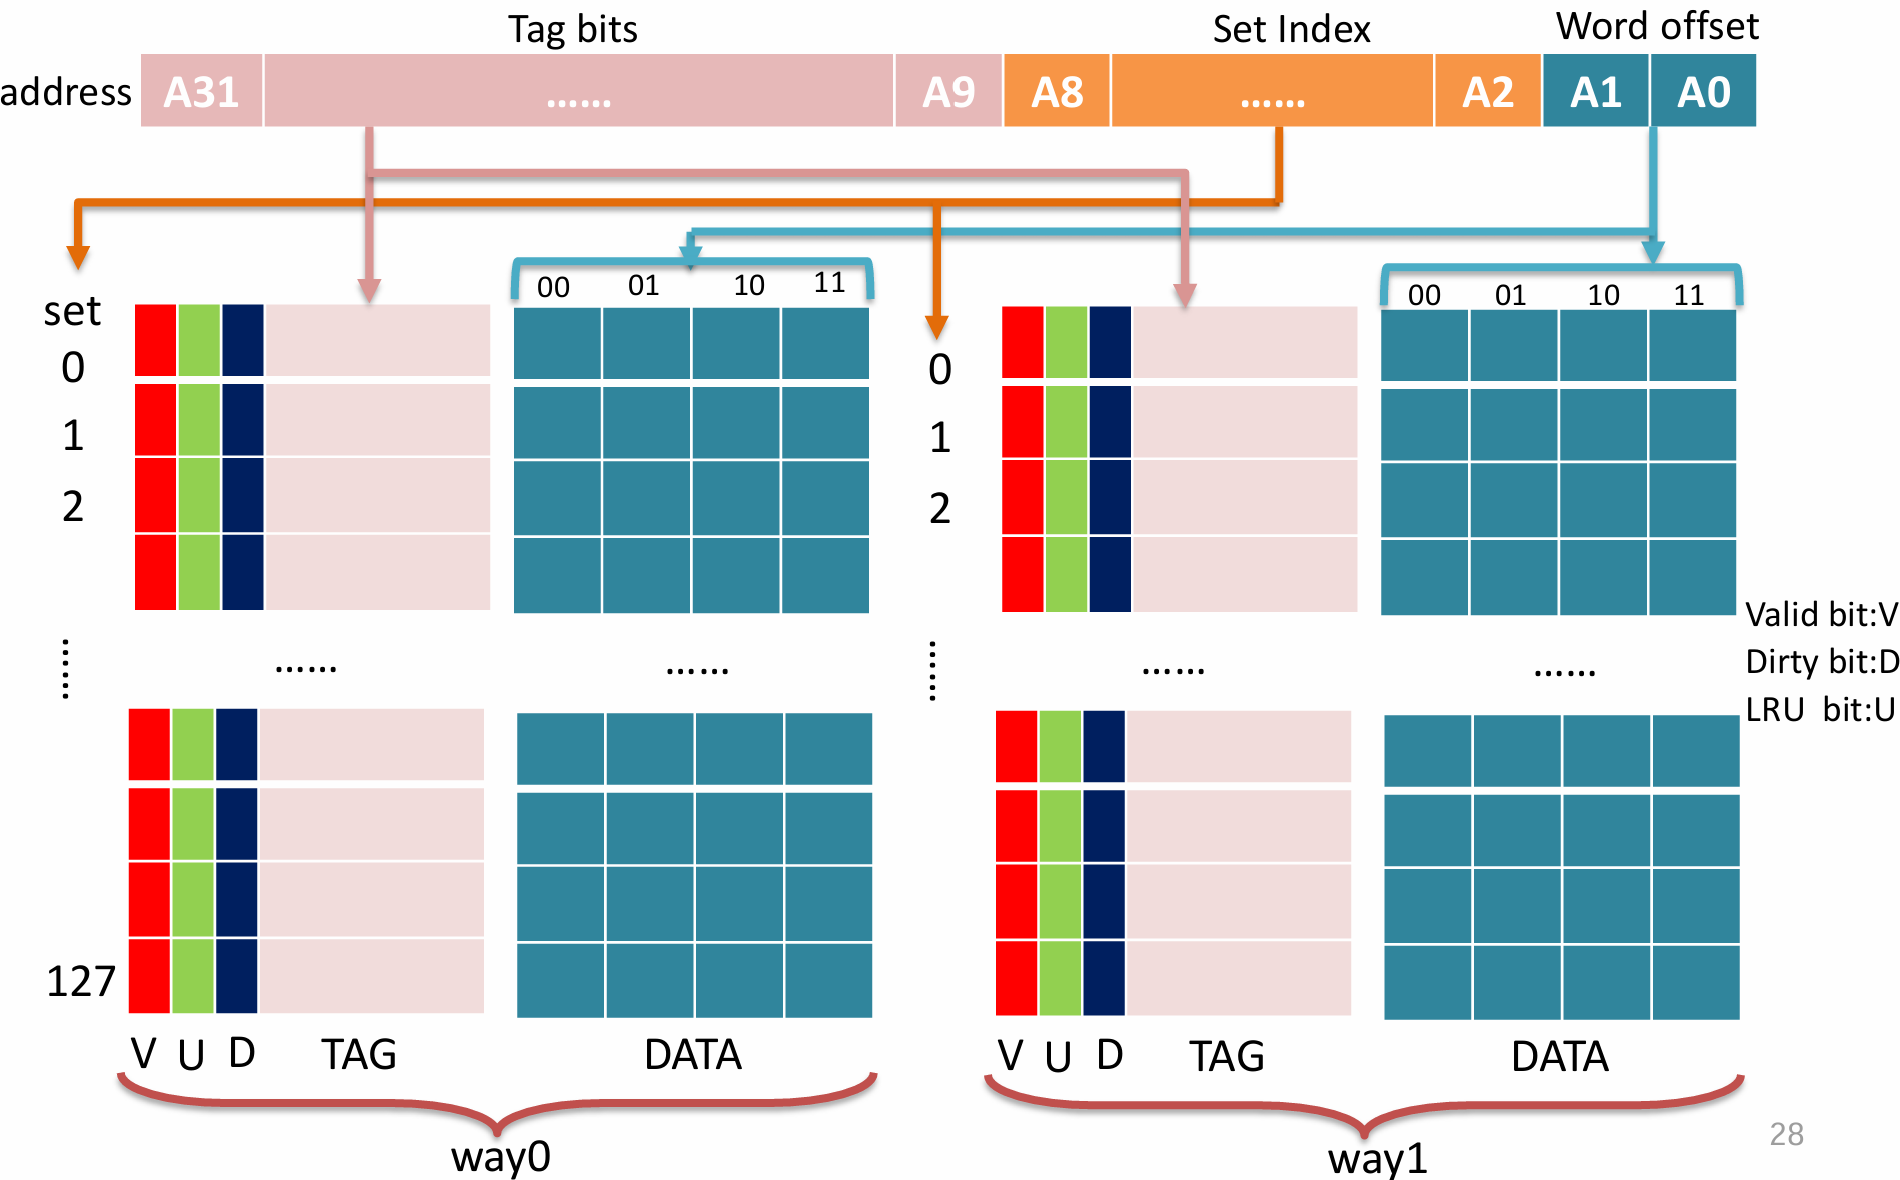 Tag bits Set Index Word offset
address A31 ...... A9 A8 ...... A2 A1 A0
00 01 10 11
00 01 10 11
set
0
1
2
......
127
0
1
2
......
...... ......
...... ......
Valid bit:V
Dirty bit:D
LRU bit:U
V U D TAG DATA
V U D TAG DATA
way0
way1
28